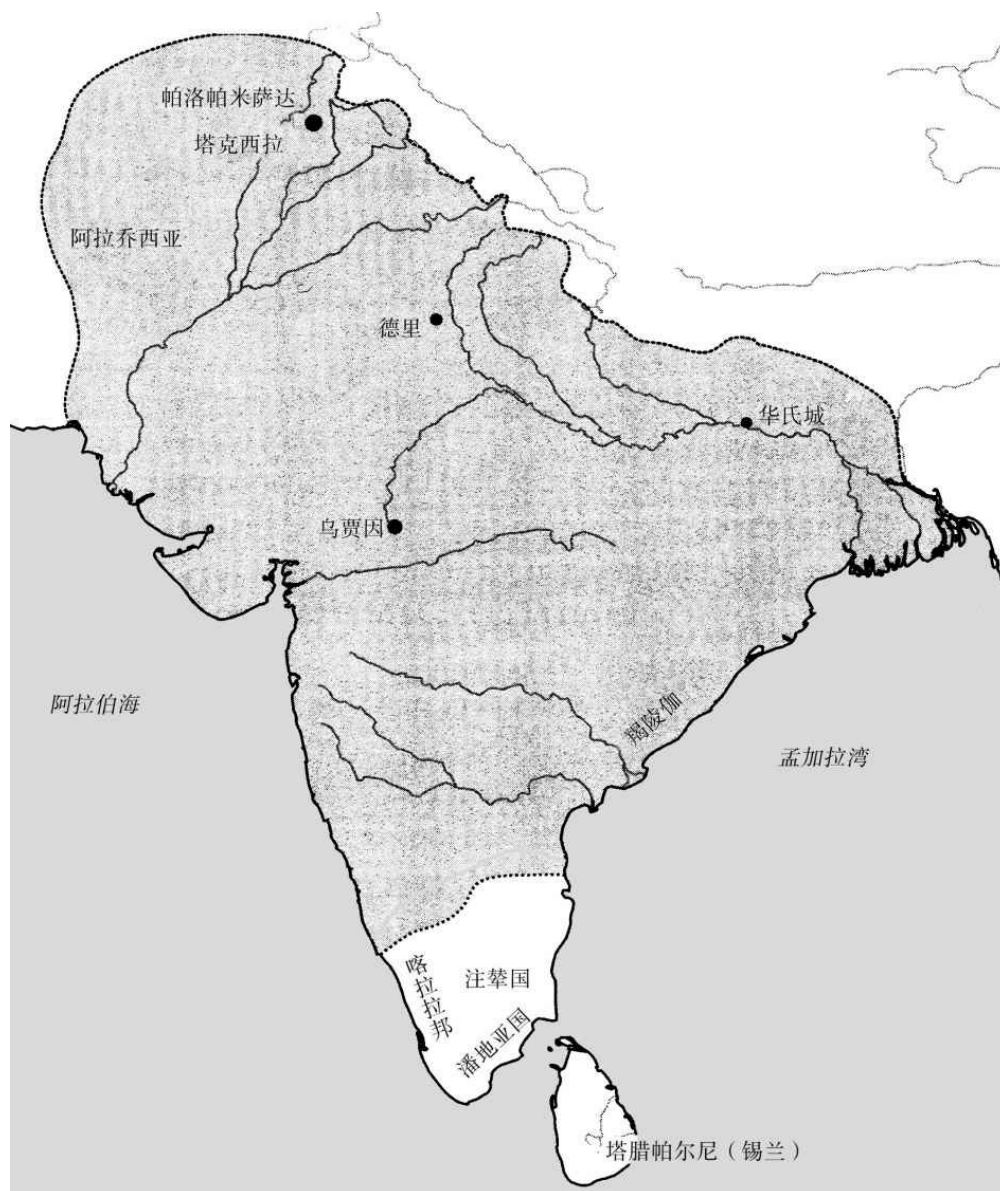 帕洛帕米萨达
塔克西拉
阿拉乔西亚
德里
华氏城
乌贾因
阿拉伯海
羯陵伽
孟加拉湾
喀拉拉邦
注辇国
潘地亚国
塔腊帕尔尼（锡兰）